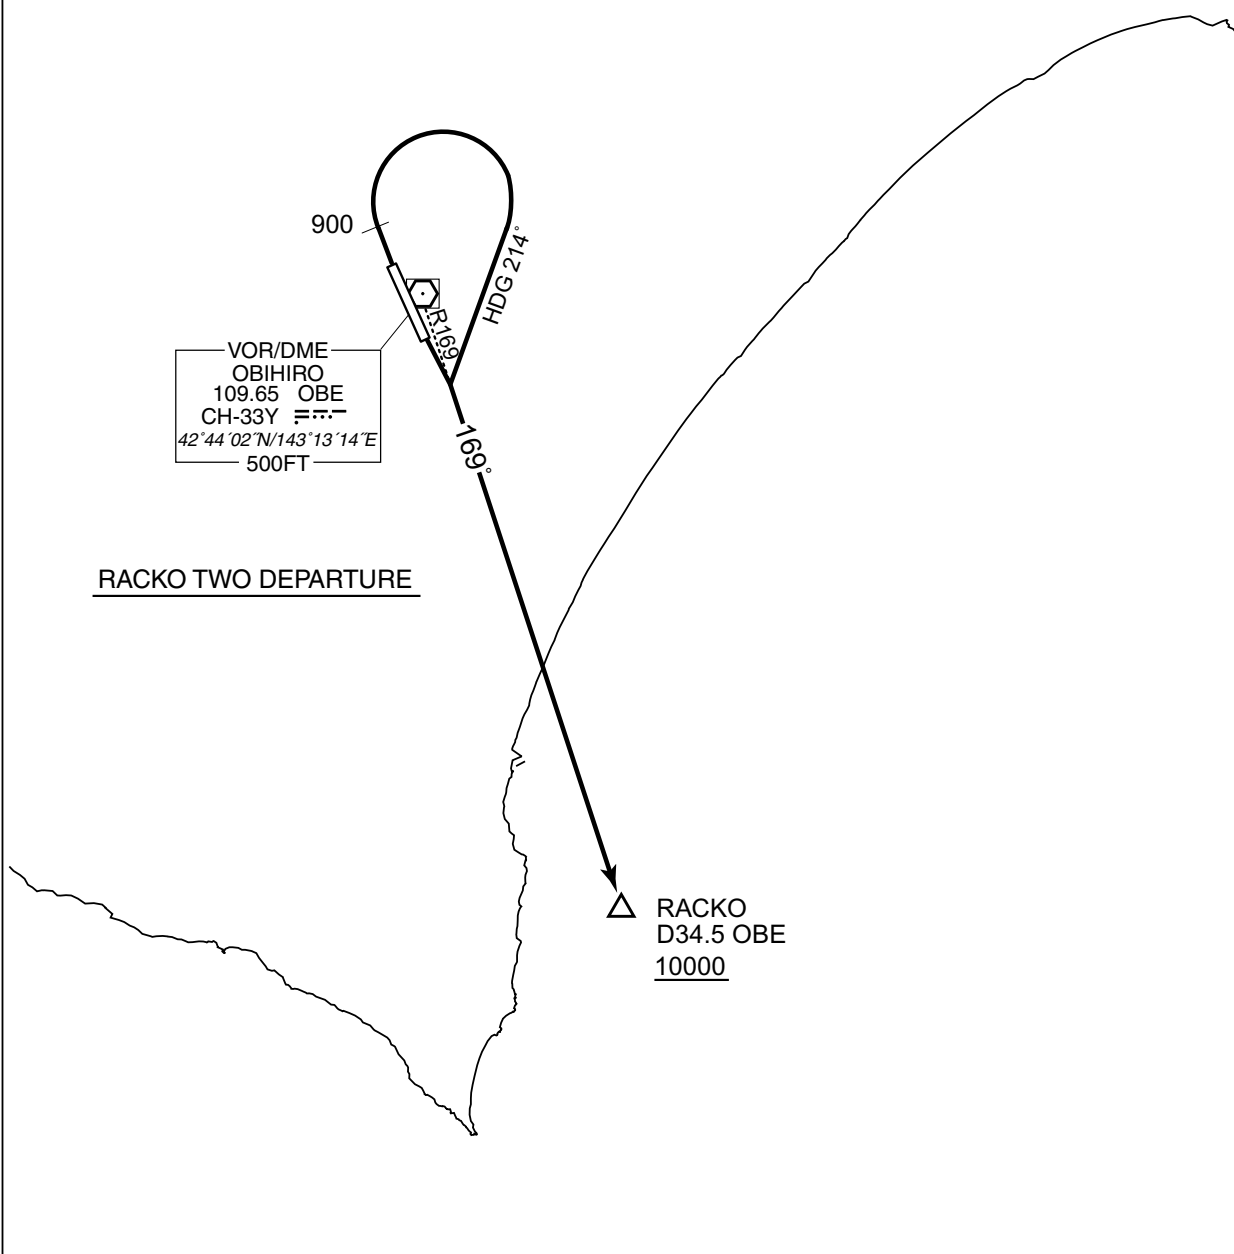 900
HDG 214°
R169
VOR/DME
OBIHIRO
109.65 OBE
CH-33Y
42°44´02˝N/143°13´14˝E
500FT
169°
RACKO TWO DEPARTURE
RACKO
D34.5 OBE
10000